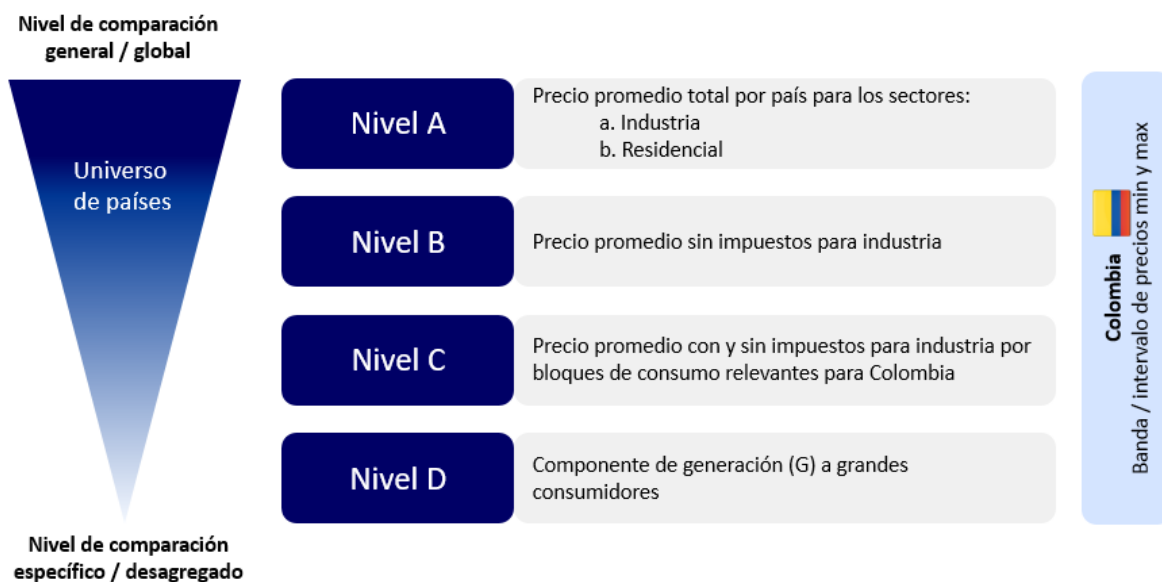 Nivel de comparación
general / global
Universo
de países
Nivel de comparación
específico / desagregado
Nivel A
Precio promedio total por país para los sectores:
a. Industria
b. Residencial
Nivel B
Precio promedio sin impuestos para industria
Nivel C
Precio promedio con y sin impuestos para industria por
bloques de consumo relevantes para Colombia
Nivel D
Componente de generación (G) a grandes
consumidores
Colombia
Banda / intervalo de precios min y max